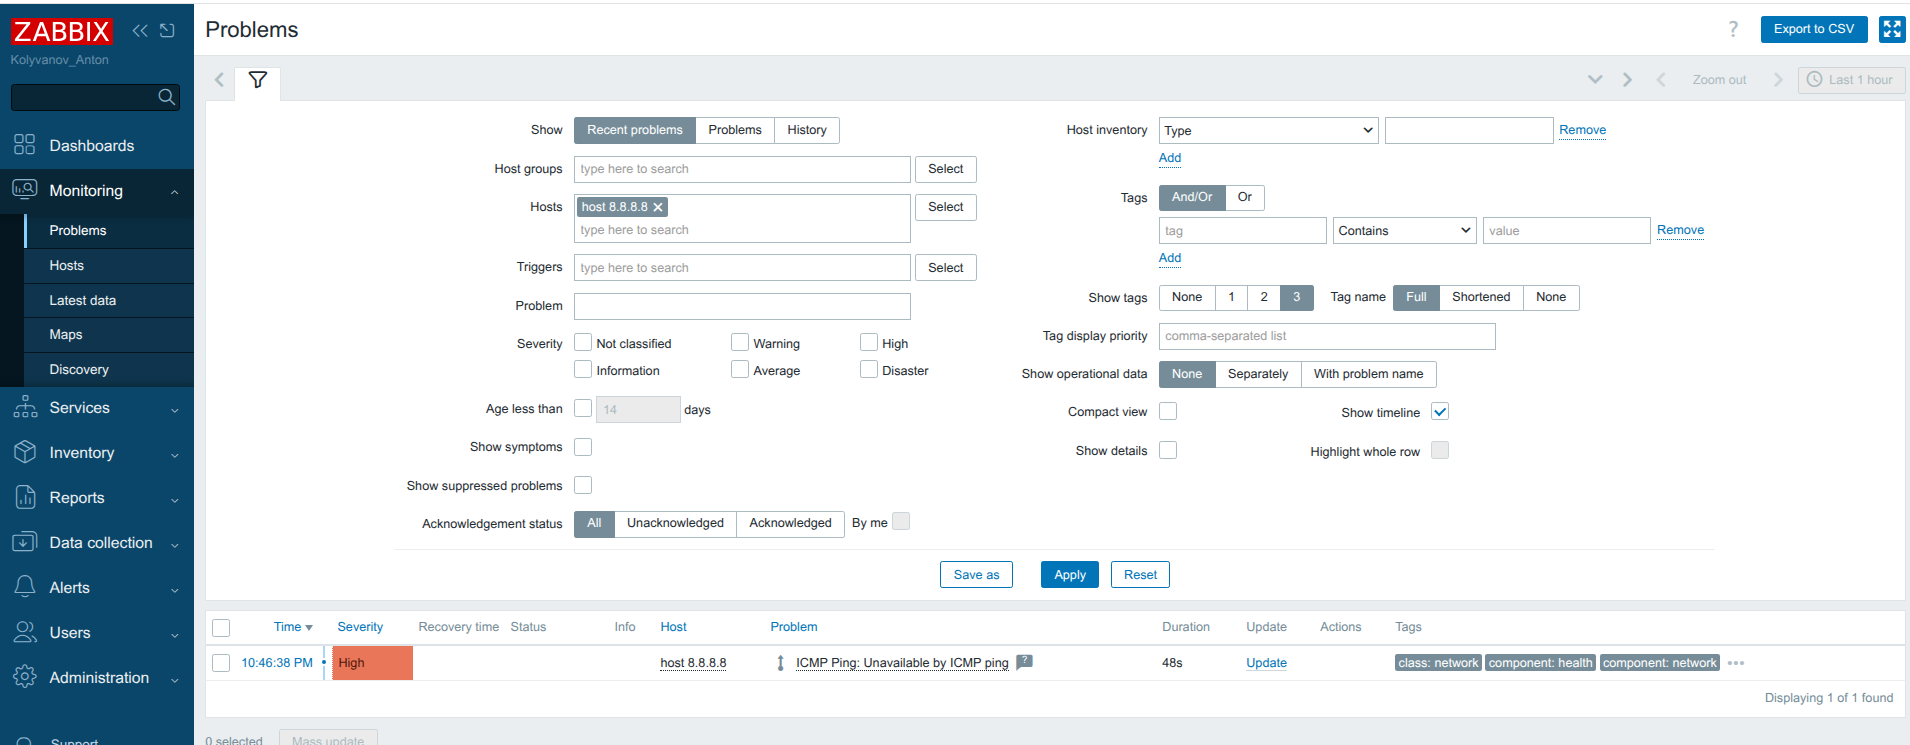 ZABBIX
Kolyvanov_Anton
Dashboards
Monitoring
Problems
Hosts
Latest data
Maps
Discovery
Services
Inventory
Reports
Data collection
Alerts
Users
Administration
Support
Problems
? Export to CSV
Zoom out Last 1 hour
Show Recent problems Problems History
Host groups type here to search Select
Hosts host 8.8.8.8 Select
type here to search
Triggers type here to search Select
Problem
Severity Not classified Warning High
Information Average Disaster
Age less than 14 days
Show symptoms
Show suppressed problems
Acknowledgement status All Unacknowledged Acknowledged By me
Host inventory Type Remove
Add
Tags And/Or Or
tag Contains value Remove
Add
Show tags None 1 2 3 Tag name Full Shortened None
Tag display priority comma-separated list
Show operational data None Separately With problem name
Compact view Show timeline
Show details Highlight whole row
Save as Apply Reset
Time Severity Recovery time Status Info Host Problem Duration Update Actions Tags
10:46:38 PM High host 8.8.8.8 ICMP Ping: Unavailable by ICMP ping ? 48s Update class: network component: health component: network •••
Displaying 1 of 1 found
0 selected Mass update